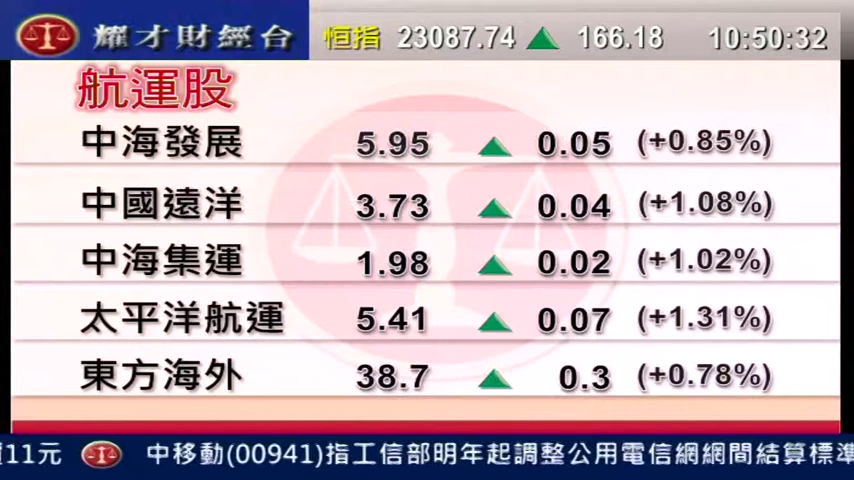 耀才財經台 恒指 23087.74 ▲ 166.18 10:50:32
航運股
中海發展 5.95 ▲ 0.05 (+0.85%)
中國遠洋 3.73 ▲ 0.04 (+1.08%)
中海集運 1.98 ▲ 0.02 (+1.02%)
太平洋航運 5.41 ▲ 0.07 (+1.31%)
東方海外 38.7 ▲ 0.3 (+0.78%)
11元 中移動(00941)指工信部明年起調整公用電信網網間結算標準